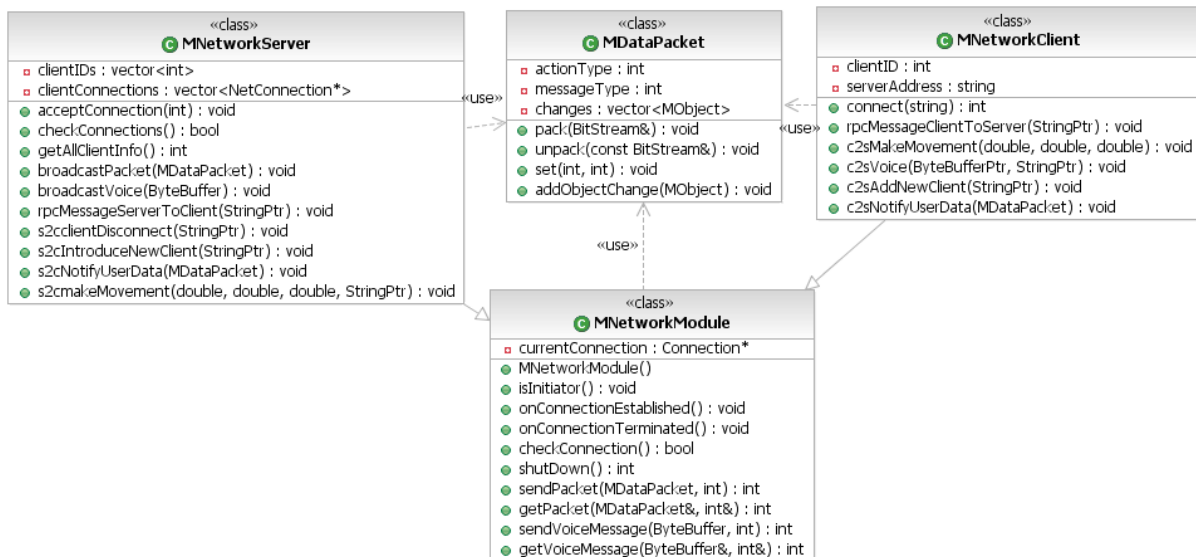 «class»
C MNetworkServer
clientIDs : vector<int>
clientConnections : vector<NetConnection*>
acceptConnection(int) : void
checkConnections() : bool
getAllClientInfo() : int
broadcastPacket(MDataPacket) : void
broadcastVoice(ByteBuffer) : void
rpcMessageServerToClient(StringPtr) : void
s2cclientDisconnect(StringPtr) : void
s2cIntroduceNewClient(StringPtr) : void
s2cNotifyUserData(MDataPacket) : void
s2cmakeMovement(double, double, double, StringPtr) : void
«use»
«class»
C MDataPacket
actionType : int
messageType : int
changes : vector<MObject>
pack(BitStream&) : void
unpack(const BitStream&) : void
set(int, int) : void
addObjectChange(MObject) : void
«use»
«class»
C MNetworkClient
clientID : int
serverAddress : string
connect(string) : int
rpcMessageClientToServer(StringPtr) : void
c2sMakeMovement(double, double, double) : void
c2sVoice(ByteBufferPtr, StringPtr) : void
c2sAddNewClient(StringPtr) : void
c2sNotifyUserData(MDataPacket) : void
«use»
«class»
C MNetworkModule
currentConnection : Connection*
MNetworkModule()
isInitiator() : void
onConnectionEstablished() : void
onConnectionTerminated() : void
checkConnection() : bool
shutDown() : int
sendPacket(MDataPacket, int) : int
getPacket(MDataPacket&, int&) : int
sendVoiceMessage(ByteBuffer, int) : int
getVoiceMessage(ByteBuffer&, int&) : int